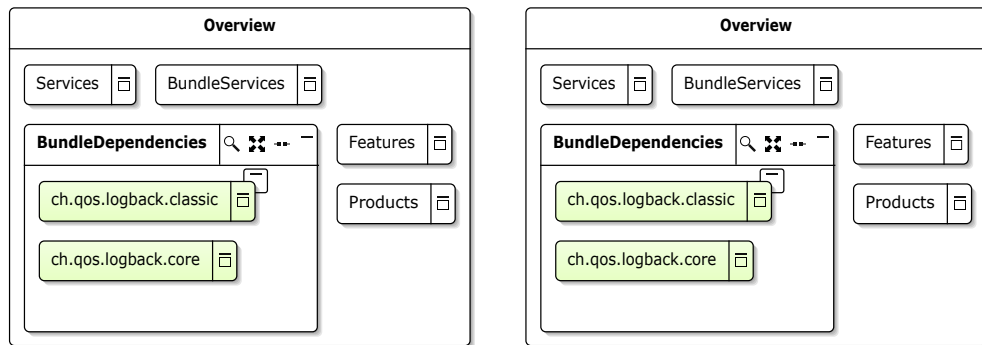 Overview
Services
BundleServices
BundleDependencies
Features
ch.qos.logback.classic
Products
ch.qos.logback.core
Overview
Services
BundleServices
BundleDependencies
Features
ch.qos.logback.classic
Products
ch.qos.logback.core